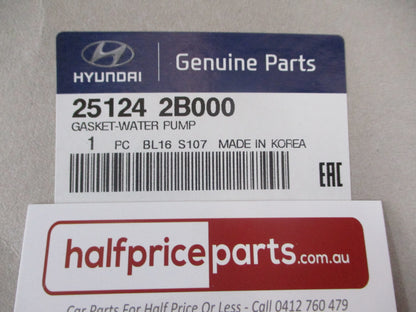 HYUNDAI
Genuine Parts
25124 2B000
GASKET-WATER PUMP
1 PC BL16 S107 MADE IN KOREA
EAC
halfpriceparts.com.au
Car Parts For Half Price Or Less - Call 0412 760 479